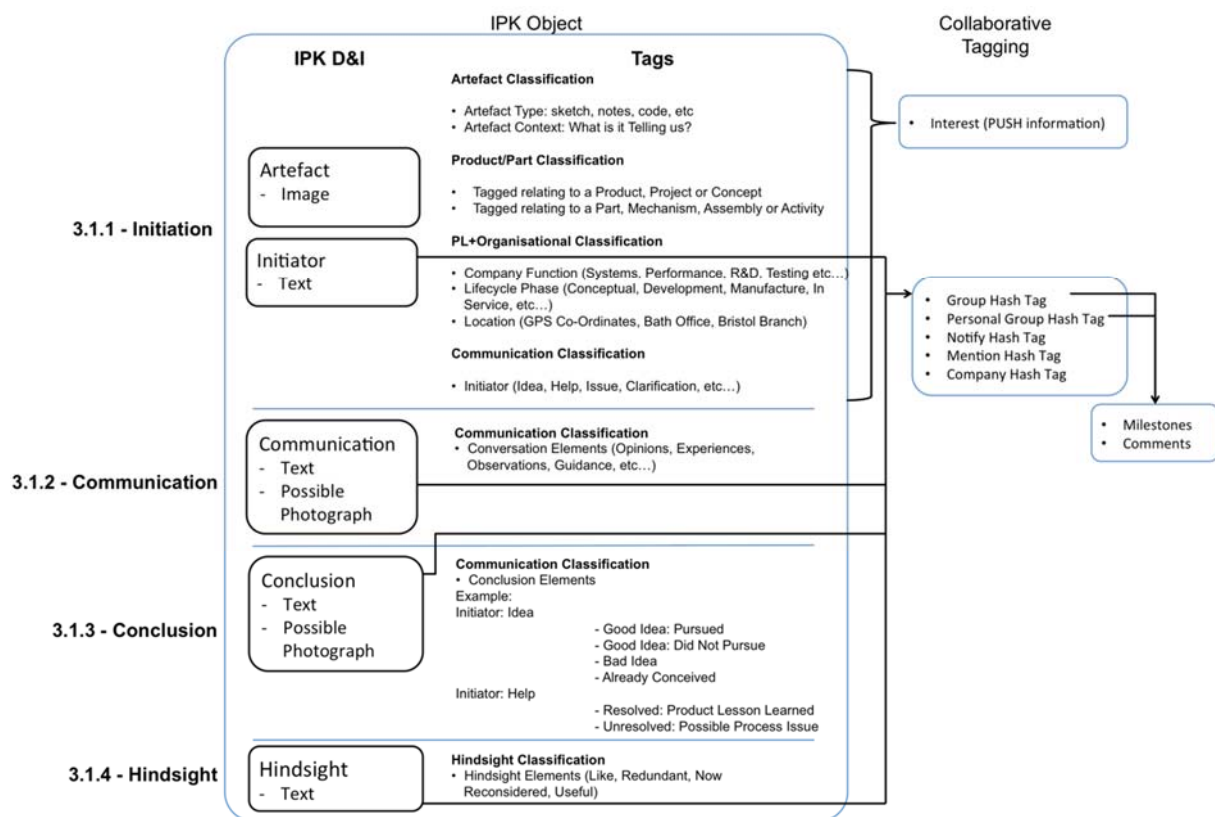 IPK Object
Collaborative
Tagging
IPK D&I
Tags
Artefact Classification
• Artefact Type: sketch, notes, code, etc
• Artefact Context: What is it Telling us?
• Interest (PUSH information)
Artefact
- Image
Product/Part Classification
• Tagged relating to a Product, Project or Concept
• Tagged relating to a Part, Mechanism, Assembly or Activity
3.1.1 - Initiation
Initiator
- Text
PL+Organisational Classification
• Company Function (Systems, Performance, R&D, Testing etc...)
• Lifecycle Phase (Conceptual, Development, Manufacture, In
Service, etc...)
• Location (GPS Co-Ordinates, Bath Office, Bristol Branch)
• Group Hash Tag
• Personal Group Hash Tag
• Notify Hash Tag
• Mention Hash Tag
• Company Hash Tag
Communication Classification
• Initiator (Idea, Help, Issue, Clarification, etc...)
• Milestones
• Comments
3.1.2 - Communication
Communication
- Text
- Possible
Photograph
Communication Classification
• Conversation Elements (Opinions, Experiences,
Observations, Guidance, etc...)
3.1.3 - Conclusion
Conclusion
- Text
- Possible
Photograph
Communication Classification
• Conclusion Elements
Example:
Initiator: Idea
- Good Idea: Pursued
- Good Idea: Did Not Pursue
- Bad Idea
- Already Conceived
Initiator: Help
- Resolved: Product Lesson Learned
- Unresolved: Possible Process Issue
3.1.4 - Hindsight
Hindsight
- Text
Hindsight Classification
• Hindsight Elements (Like, Redundant, Now
Reconsidered, Useful)